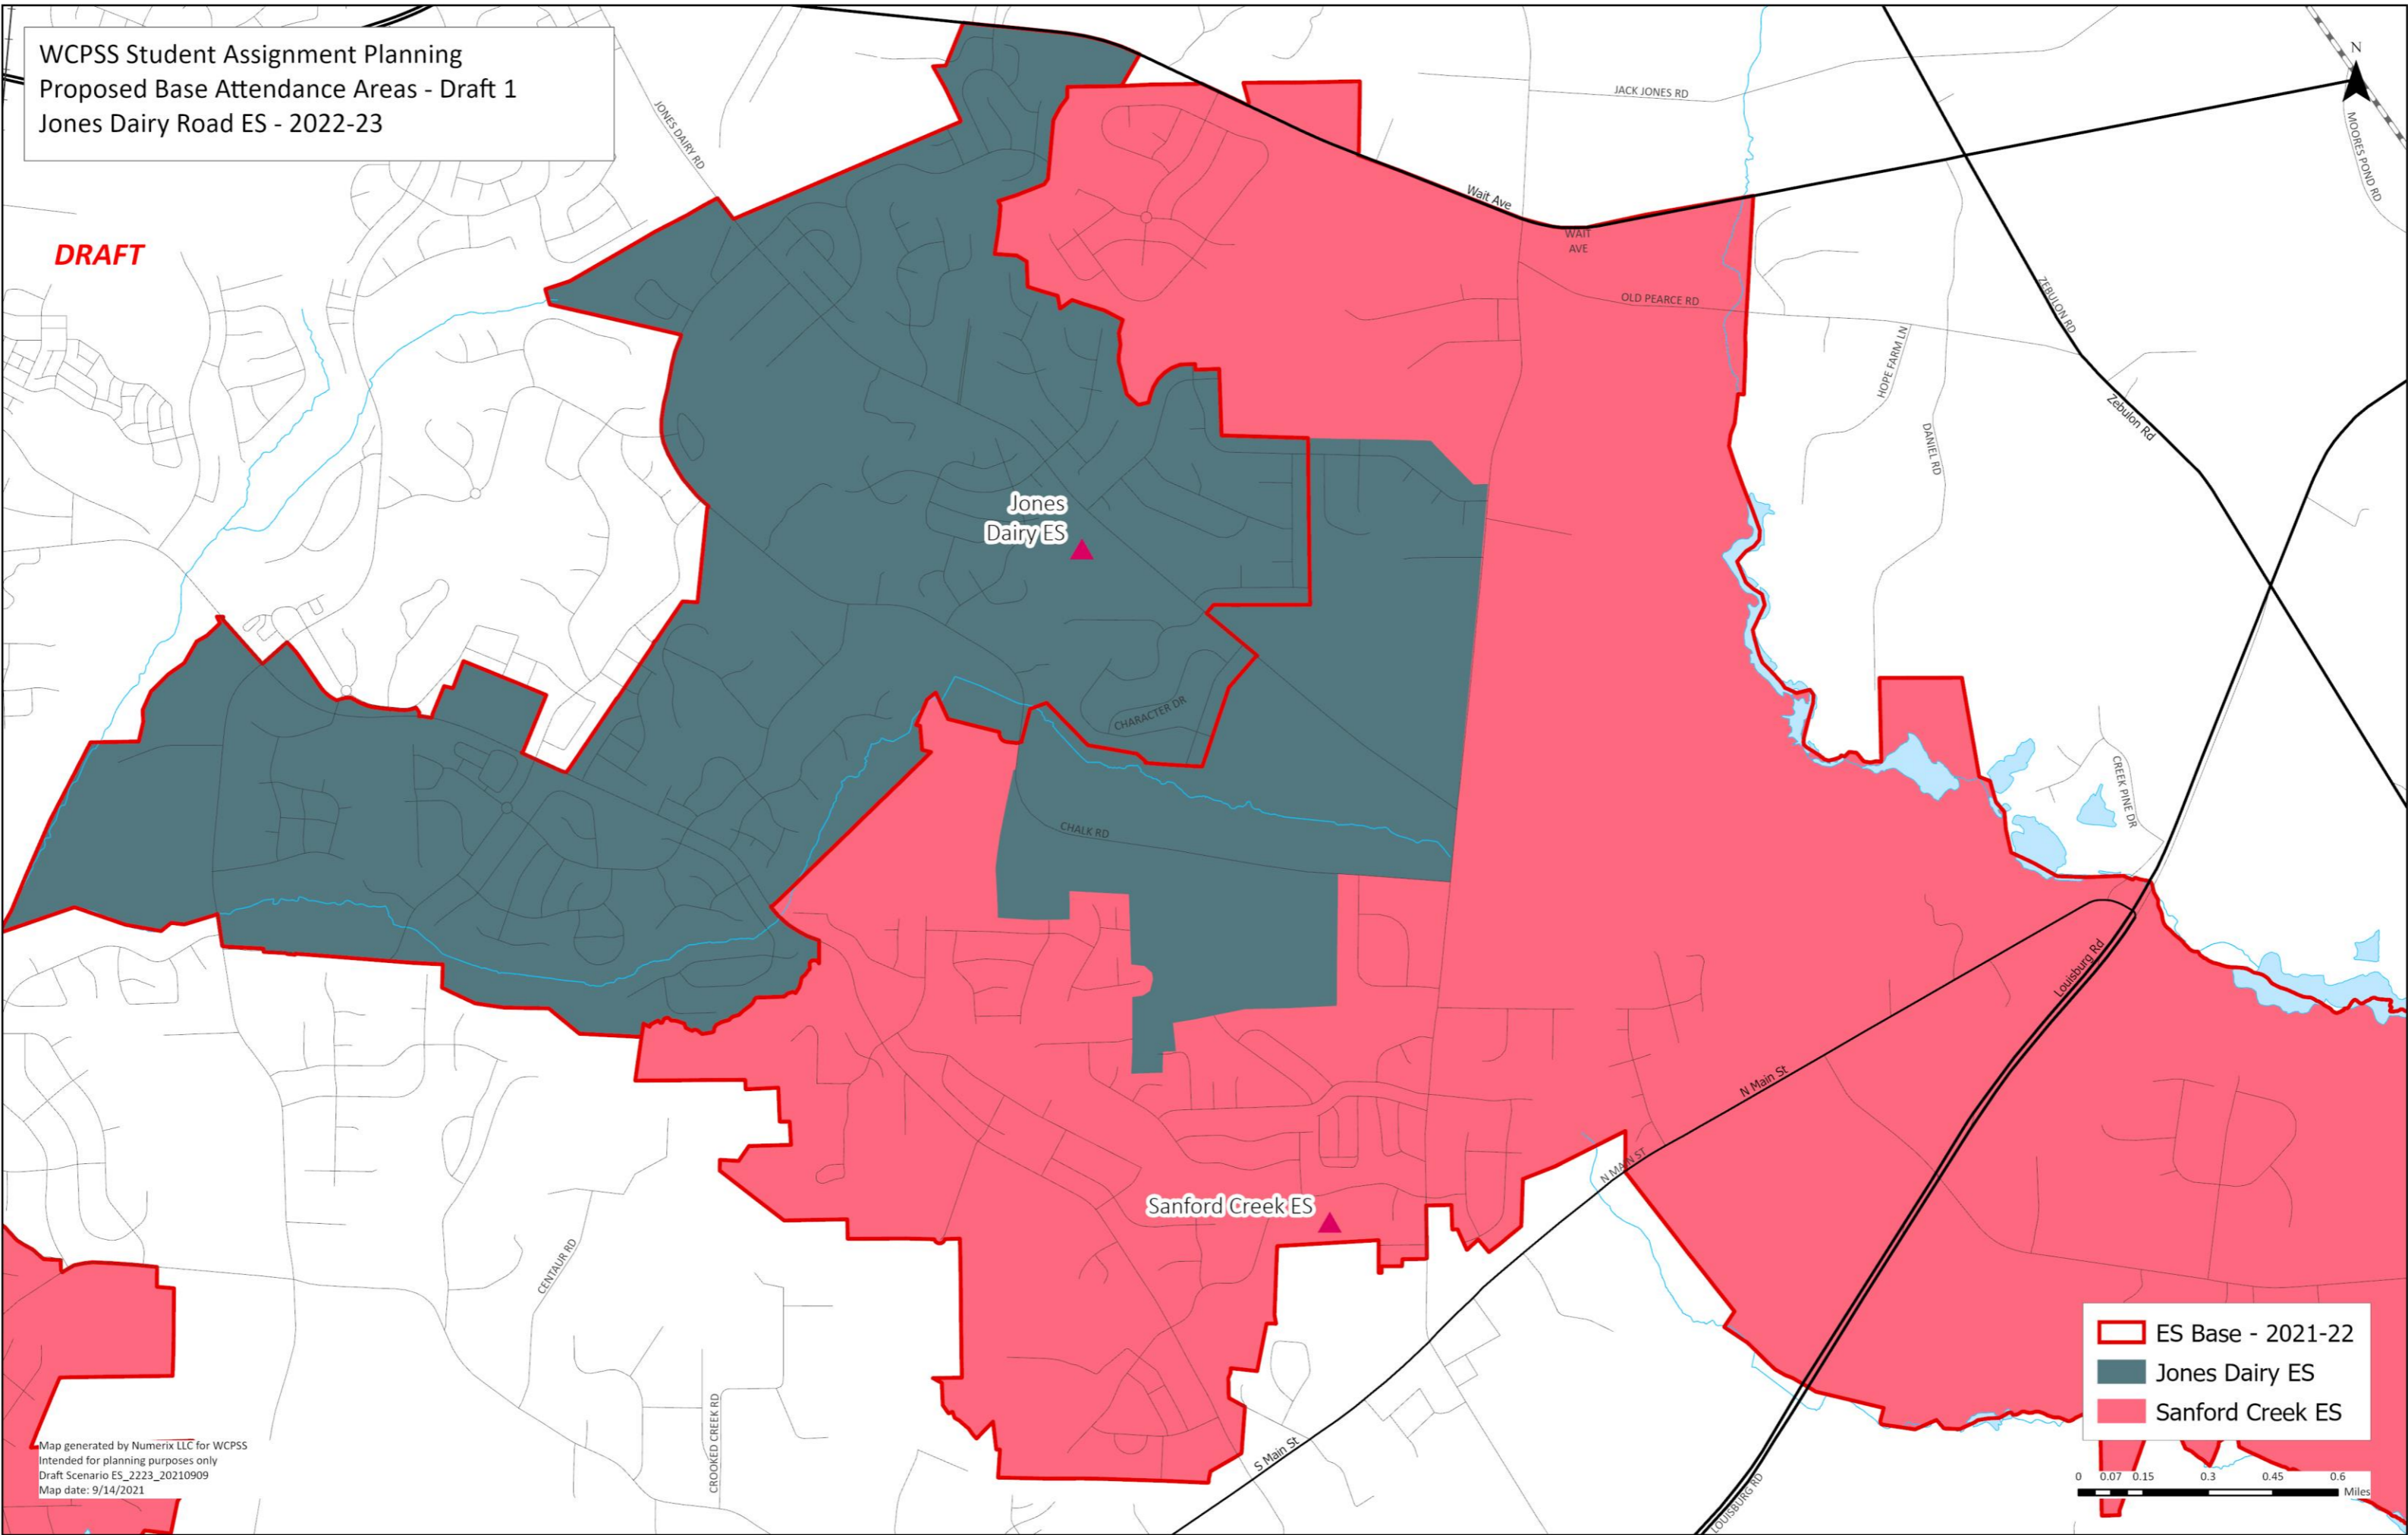 WCPSS Student Assignment Planning
Proposed Base Attendance Areas - Draft 1
Jones Dairy Road ES - 2022-23
DRAFT
N
JONES DAIRY RD
JACK JONES RD
MOORES POND RD
Wait Ave
WAIT
AVE
OLD PEARCE RD
ZEBULON RD
HOPE FARM LN
Zebulon Rd
DANIEL RD
Jones
Dairy ES
CHARACTER DR
CREEK PINE DR
CHALK RD
Louisburg Rd
N Main St
N MAIN ST
Sanford Creek ES
CENTAUR RD
CROOKED CREEK RD
S Main St
LOUISBURG RD
ES Base - 2021-22
Jones Dairy ES
Sanford Creek ES
0 0.07 0.15 0.3 0.45 0.6
Miles
Map generated by Numerix LLC for WCPSS
Intended for planning purposes only
Draft Scenario ES_2223_20210909
Map date: 9/14/2021